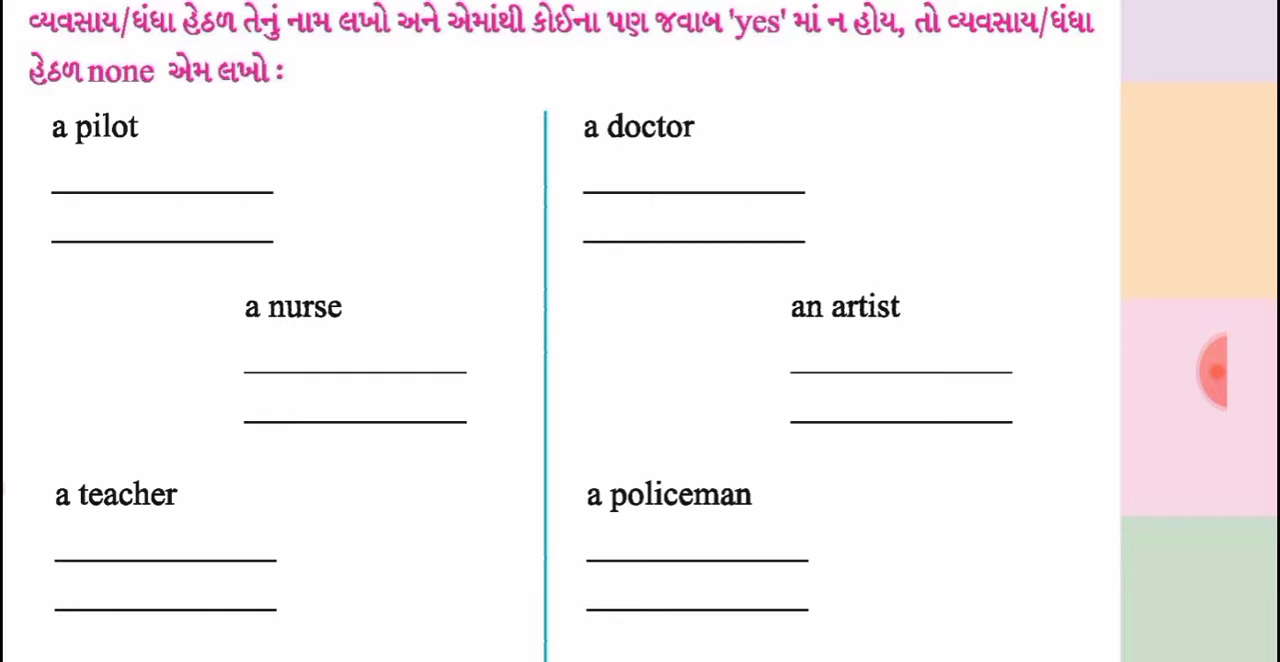 વ્યવસાય/ધંધા હેઠળ તેનું નામ લખો અને એમાંથી કોઈના પણ જવાબ 'yes' માં ન હોય, તો વ્યવસાય/ધંધા
હેઠળ none એમ લખો :
a pilot
a doctor
a nurse
an artist
a teacher
a policeman